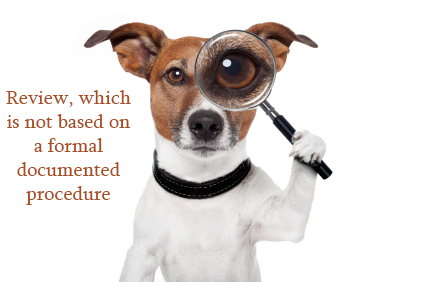 Review, which
is not based on
a formal
documented
procedure